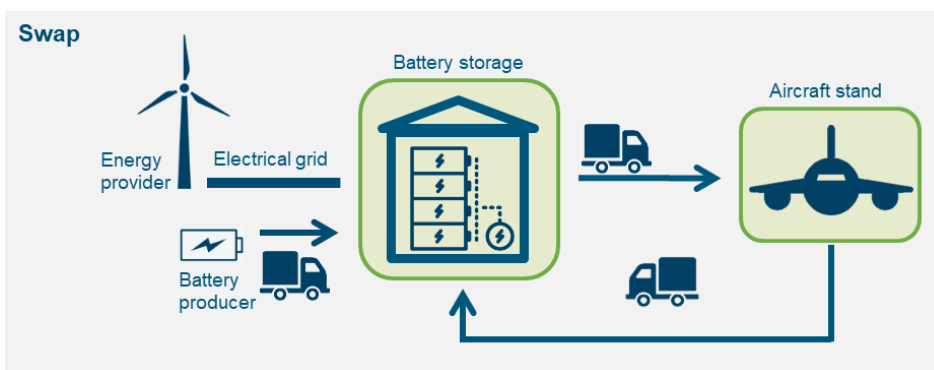 Swap
Battery storage
Aircraft stand
Energy
provider
Electrical grid
Battery
producer